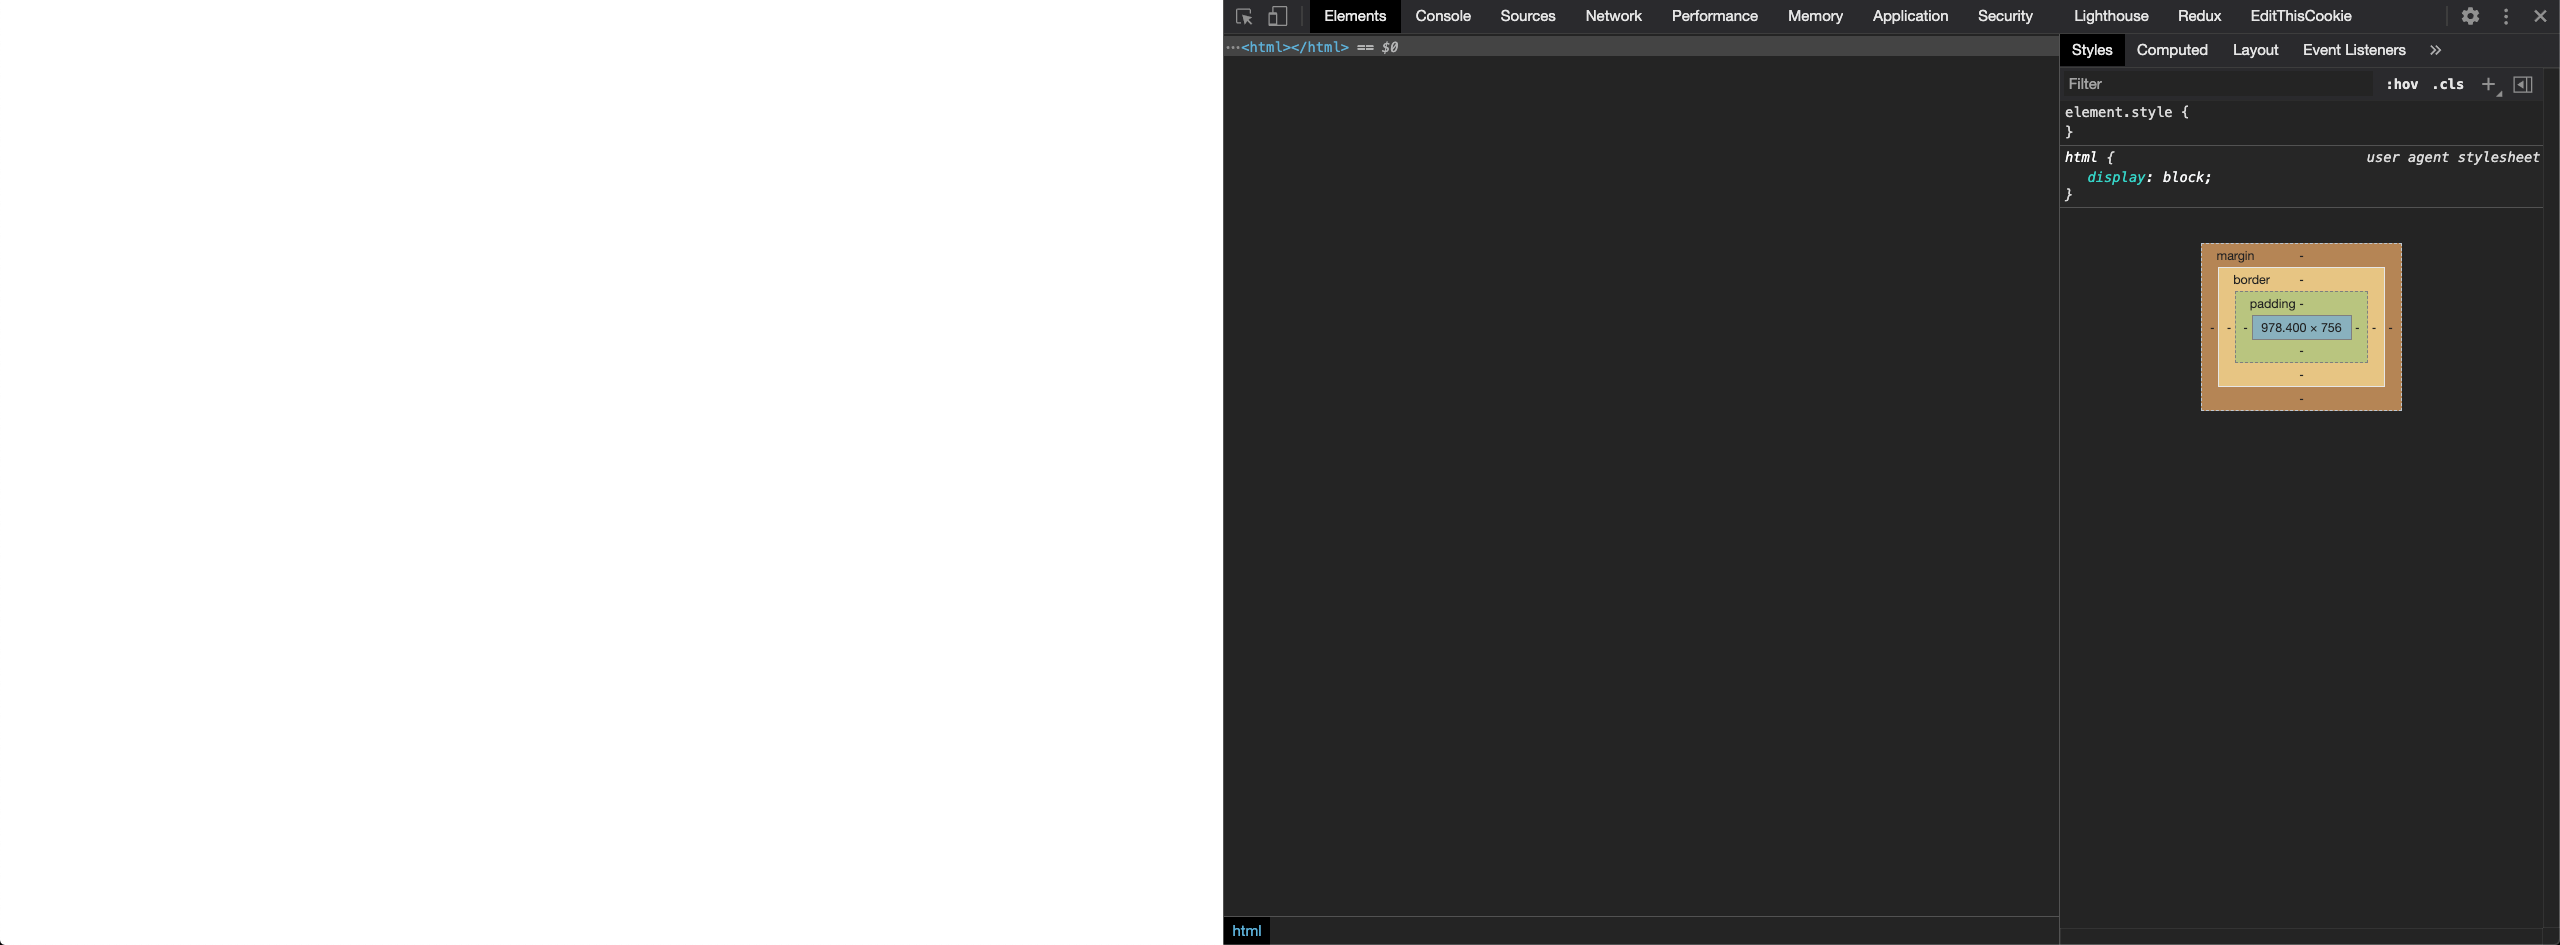 Elements Console Sources Network Performance Memory Application Security Lighthouse Redux EditThisCookie
…<html></html> == $0
Styles Computed Layout Event Listeners »
Filter :hov .cls +
element.style {
}
html { user agent stylesheet
display: block;
}
margin -
border -
padding -
- - - 978.400 × 756 - - -
-
-
-
html